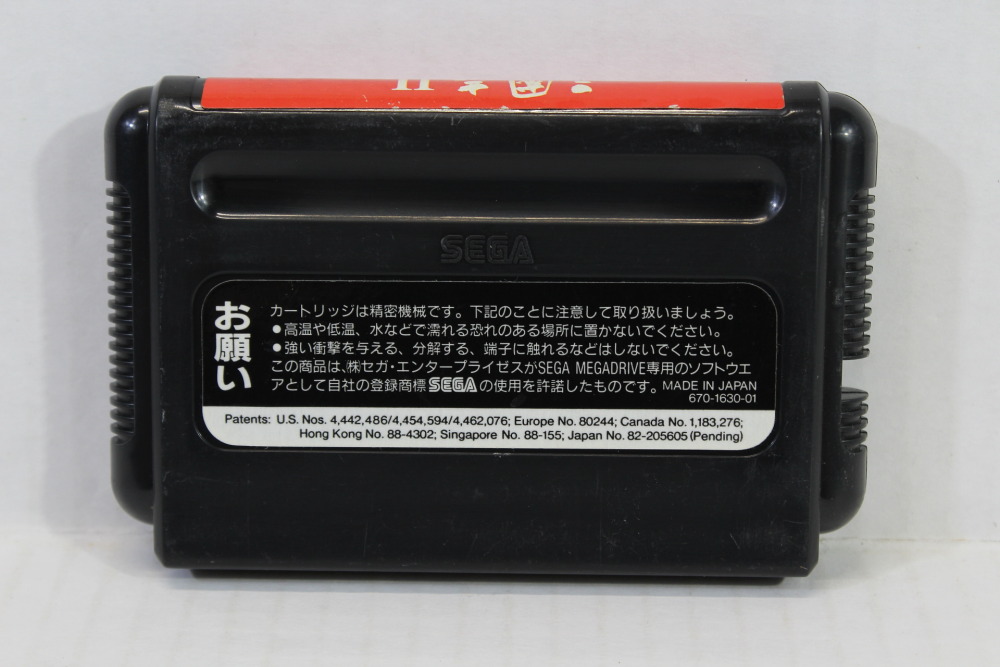 II
SEGA
お願い
カートリッジは精密機械です。下記のことに注意して取り扱いましょう。
●高温や低温、水などで濡れる恐れのある場所に置かないでください。
●強い衝撃を与える、分解する、端子に触れるなどはしないでください。
この商品は、㈱セガ・エンタープライゼスがSEGA MEGADRIVE専用のソフトウエ
アとして自社の登録商標SEGAの使用を許諾したものです。 MADE IN JAPAN
670-1630-01
Patents: U.S. Nos. 4,442,486/4,454,594/4,462,076; Europe No. 80244; Canada No. 1,183,276;
Hong Kong No. 88-4302; Singapore No. 88-155; Japan No. 82-205605 (Pending)